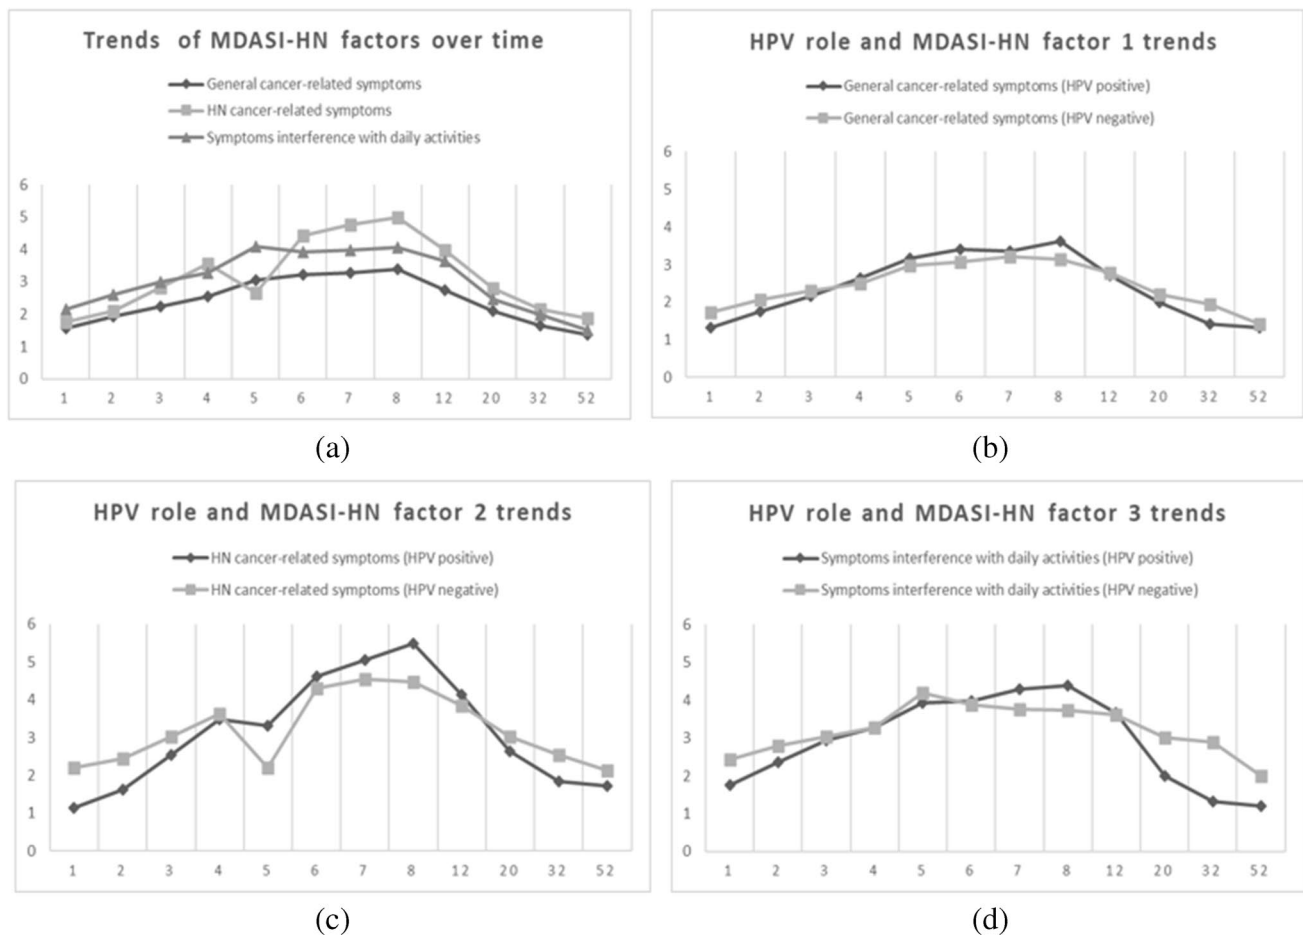 Trends of MDASI-HN factors over time
General cancer-related symptoms
HN cancer-related symptoms
Symptoms interference with daily activities
6
5
4
3
2
1
0
1 2 3 4 5 6 7 8 12 20 32 52
(a)
HPV role and MDASI-HN factor 1 trends
General cancer-related symptoms (HPV positive)
General cancer-related symptoms (HPV negative)
6
5
4
3
2
1
0
1 2 3 4 5 6 7 8 12 20 32 52
(b)
HPV role and MDASI-HN factor 2 trends
HN cancer-related symptoms (HPV positive)
HN cancer-related symptoms (HPV negative)
6
5
4
3
2
1
0
1 2 3 4 5 6 7 8 12 20 32 52
(c)
HPV role and MDASI-HN factor 3 trends
Symptoms interference with daily activities (HPV positive)
Symptoms interference with daily activities (HPV negative)
6
5
4
3
2
1
0
1 2 3 4 5 6 7 8 12 20 32 52
(d)